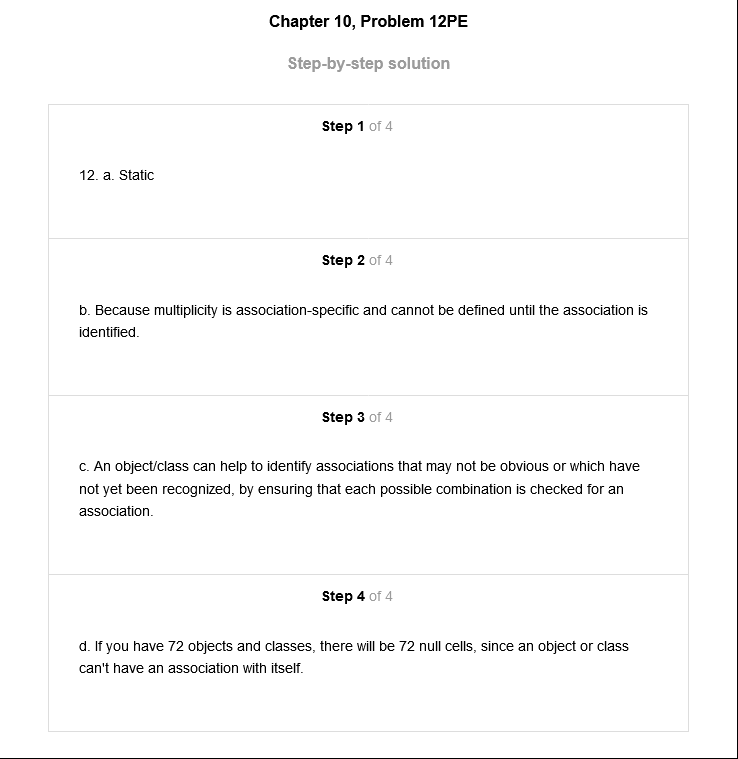 Chapter 10, Problem 12PE
Step-by-step solution
Step 1 of 4
12. a. Static
Step 2 of 4
b. Because multiplicity is association-specific and cannot be defined until the association is
identified.
Step 3 of 4
c. An object/class can help to identify associations that may not be obvious or which have
not yet been recognized, by ensuring that each possible combination is checked for an
association.
Step 4 of 4
d. If you have 72 objects and classes, there will be 72 null cells, since an object or class
can't have an association with itself.